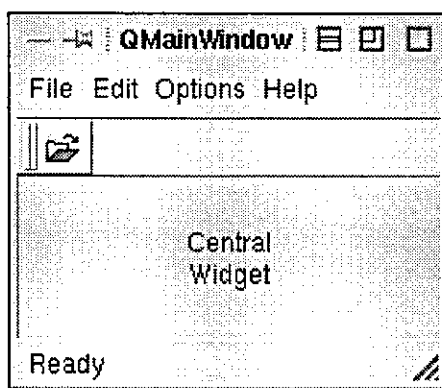 QMainWindow
File Edit Options Help
Central
Widget
Ready